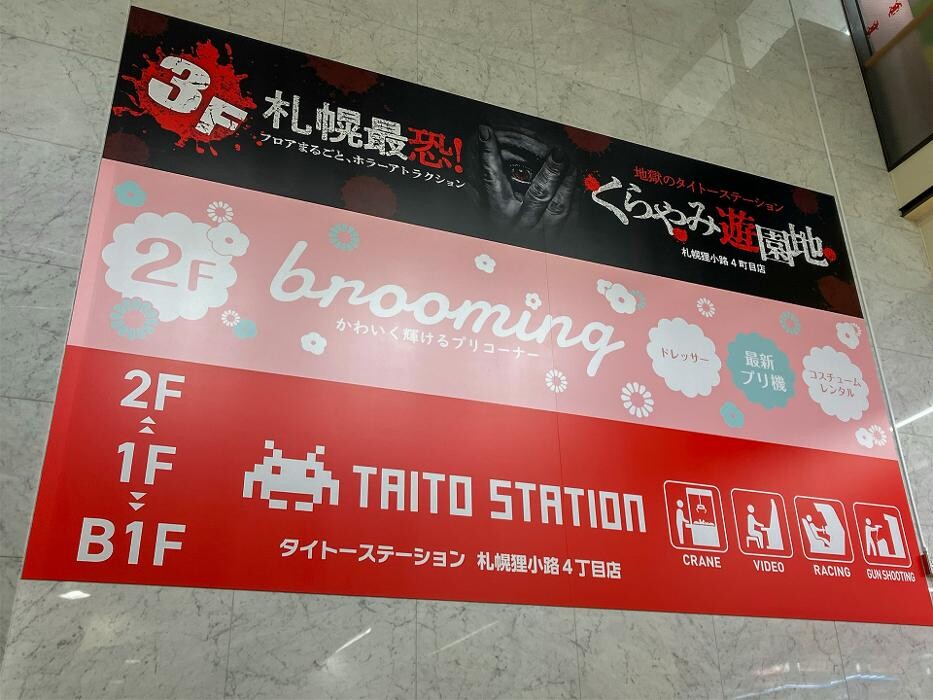 3F
札幌最恐!
フロアまるごと、ホラーアトラクション
地獄のタイトーステーション
くらやみ遊園地
札幌狸小路4町目店
2F
brooming
かわいく輝けるプリコーナー
ドレッサー
最新
プリ機
コスチューム
レンタル
2F
1F
B1F
TAITO STATION
タイトーステーション 札幌狸小路4丁目店
CRANE
VIDEO
RACING
GUN SHOOTING